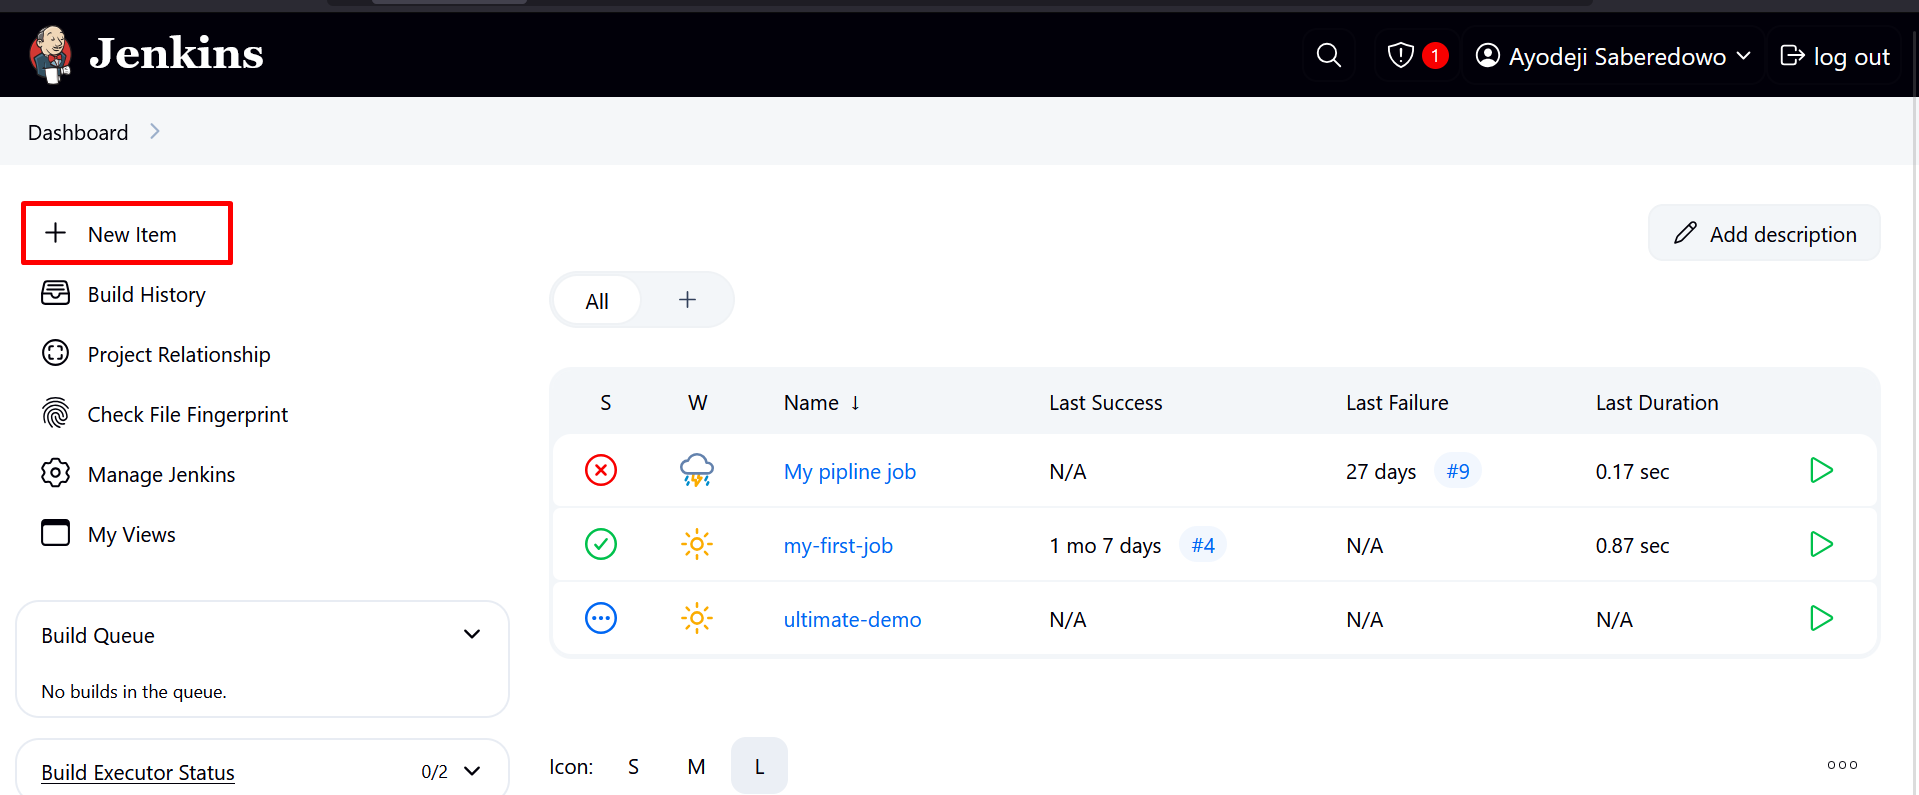 Jenkins
1 Ayodeji Saberedowo log out
Dashboard
New Item
Build History
Project Relationship
Check File Fingerprint
Manage Jenkins
My Views
Build Queue
No builds in the queue.
Build Executor Status 0/2
Add description
All +
S W Name ↓ Last Success Last Failure Last Duration
My pipline job N/A 27 days #9 0.17 sec
my-first-job 1 mo 7 days #4 N/A 0.87 sec
ultimate-demo N/A N/A N/A
Icon: S M L